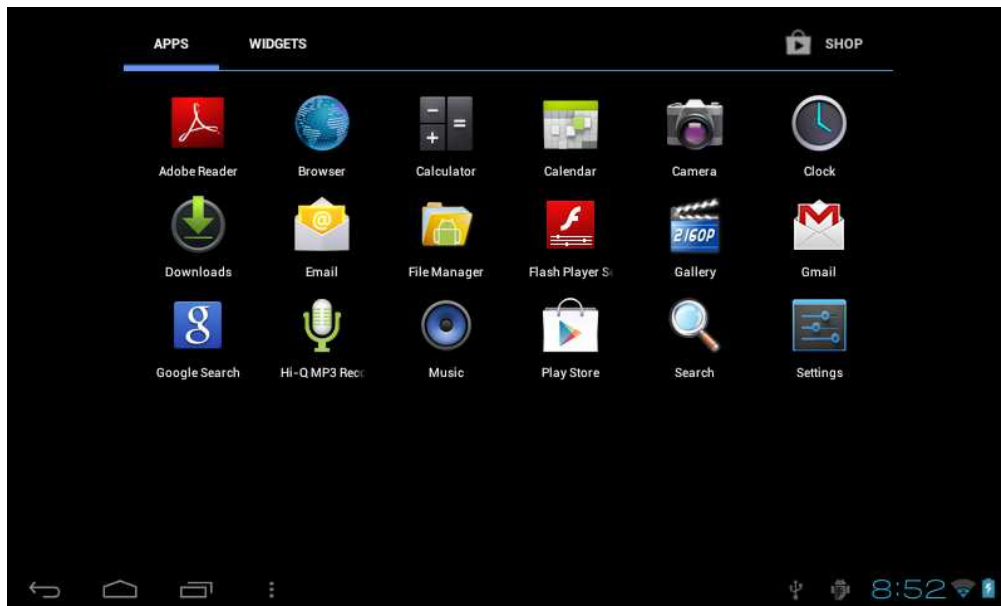 APPS WIDGETS SHOP
Adobe Reader Browser Calculator Calendar Camera Clock
2160P
Downloads Email File Manager Flash Player Se Gallery Gmail
Google Search Hi-Q MP3 Rec Music Play Store Search Settings
8:52